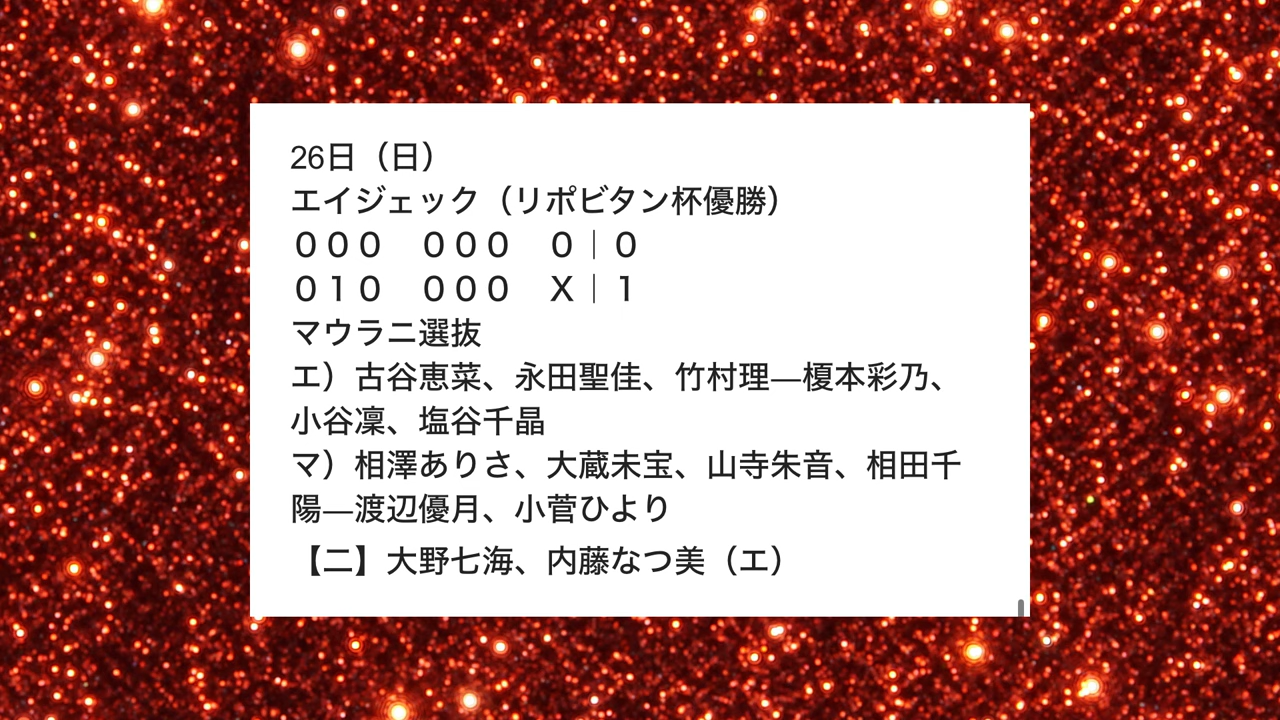 26日（日）
エイジェック（リポビタン杯優勝）
０００　０００　０｜０
０１０　０００　Ｘ｜１
マウラニ選抜
エ）古谷恵菜、永田聖佳、竹村理―榎本彩乃、
小谷凜、塩谷千晶
マ）相澤ありさ、大蔵未宝、山寺朱音、相田千
陽―渡辺優月、小菅ひより
【二】大野七海、内藤なつ美（エ）